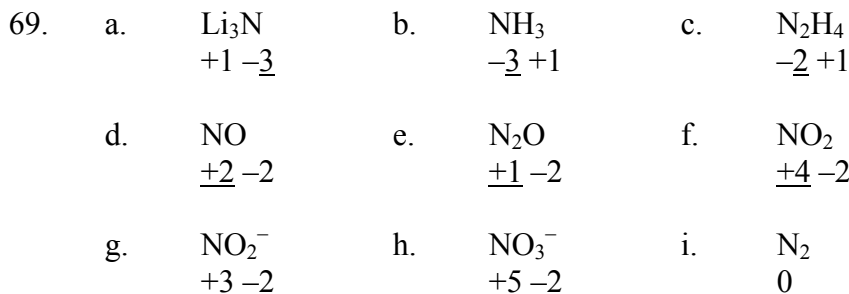 69. a. Li₃N b. NH₃ c. N₂H₄
+1 –3 –3 +1 –2 +1
d. NO e. N₂O f. NO₂
+2 –2 +1 –2 +4 –2
g. NO₂⁻ h. NO₃⁻ i. N₂
+3 –2 +5 –2 0